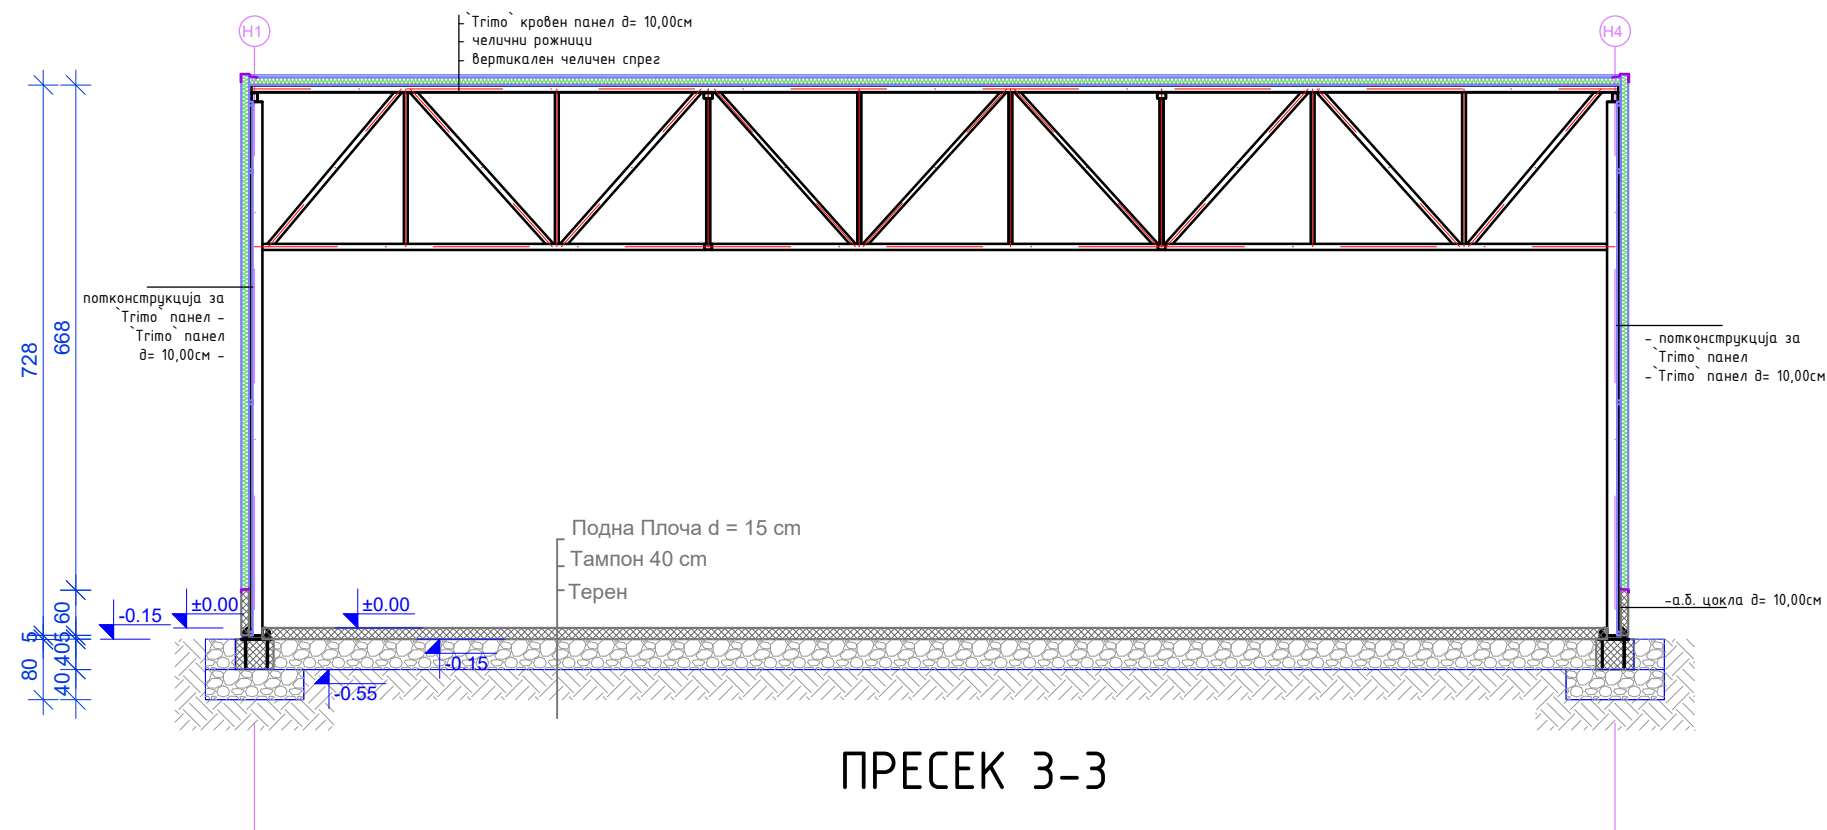 H1
H4
-`Trimo` кровен панел d= 10,00см
- челични рожници
- вертикален челичен спрег
потконструкција за
`Trimo` панел -
`Trimo` панел
d= 10,00см -
- потконструкција за
`Trimo` панел
-`Trimo` панел d= 10,00см
728
668
Подна Плоча d = 15 cm
Тампон 40 cm
Терен
-0.15
±0.00
±0.00
-а.б. цокла d= 10,00см
60
5
5
40
80
40
-0.15
-0.55
ПРЕСЕК 3-3